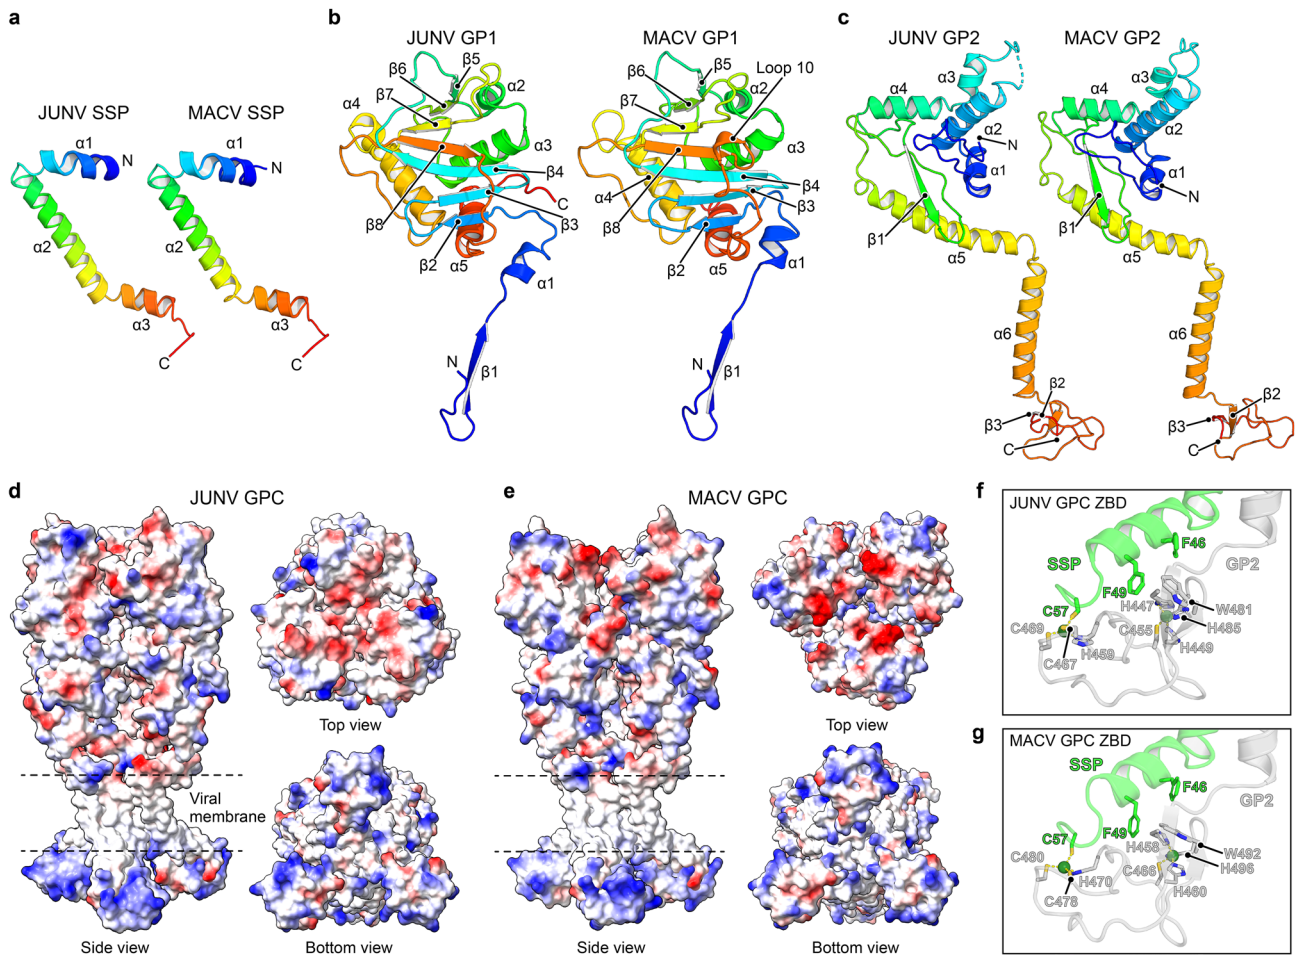 a
JUNV SSP
MACV SSP
α1
N
α1
N
α2
α2
α3
α3
C
C
b
JUNV GP1
MACV GP1
β5
β6
α2
β7
α4
α3
β4
C
β8
β3
β2
α5
α1
N
β1
β5
Loop 10
β6
α2
β7
α3
α4
β4
β3
β8
β2
α5
α1
N
β1
c
JUNV GP2
MACV GP2
α3
α4
α2
N
α1
β1
α5
α6
β2
β3
C
α3
α4
α2
α1
N
β1
α5
α6
β2
β3
C
d
JUNV GPC
Top view
Viral
membrane
Side view
Bottom view
e
MACV GPC
Top view
Side view
Bottom view
f
JUNV GPC ZBD
F46
SSP
GP2
F49
C57
H447
W481
C469
C455
H485
H459
H449
C467
g
MACV GPC ZBD
SSP
F46
GP2
F49
C57
H458
W492
C480
H496
H470
C466
H460
C478